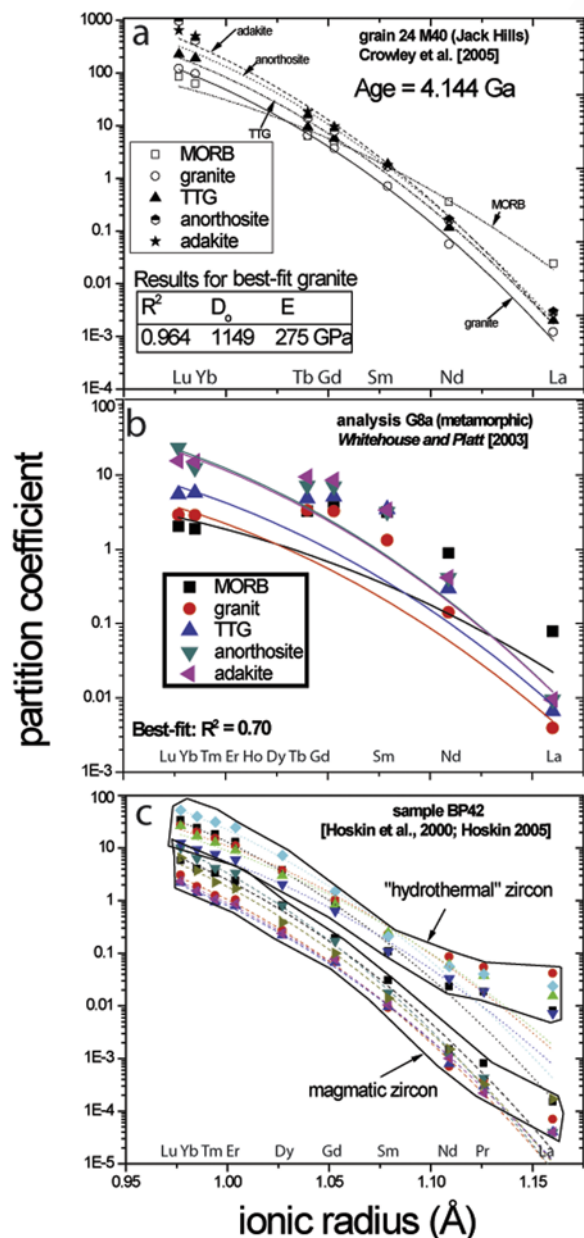 a
grain 24 M40 (Jack Hills)
Crowley et al. [2005]
Age = 4.144 Ga
adakite
anorthosite
TTG
MORB
granite
MORB
granite
TTG
anorthosite
adakite
Results for best-fit granite
R² Dₒ E
0.964 1149 275 GPa
1000
100
10
1
0.1
0.01
1E-3
1E-4
Lu Yb Tb Gd Sm Nd La
b
analysis G8a (metamorphic)
Whitehouse and Platt [2003]
MORB
granit
TTG
anorthosite
adakite
Best-fit: R² = 0.70
100
10
1
0.1
0.01
1E-3
Lu Yb Tm Er Ho Dy Tb Gd Sm Nd La
partition coefficient
c
sample BP42
[Hoskin et al., 2000; Hoskin 2005]
"hydrothermal" zircon
magmatic zircon
100
10
1
0.1
0.01
1E-3
1E-4
1E-5
Lu Yb Tm Er Dy Gd Sm Nd Pr La
0.95 1.00 1.05 1.10 1.15
ionic radius (Å)